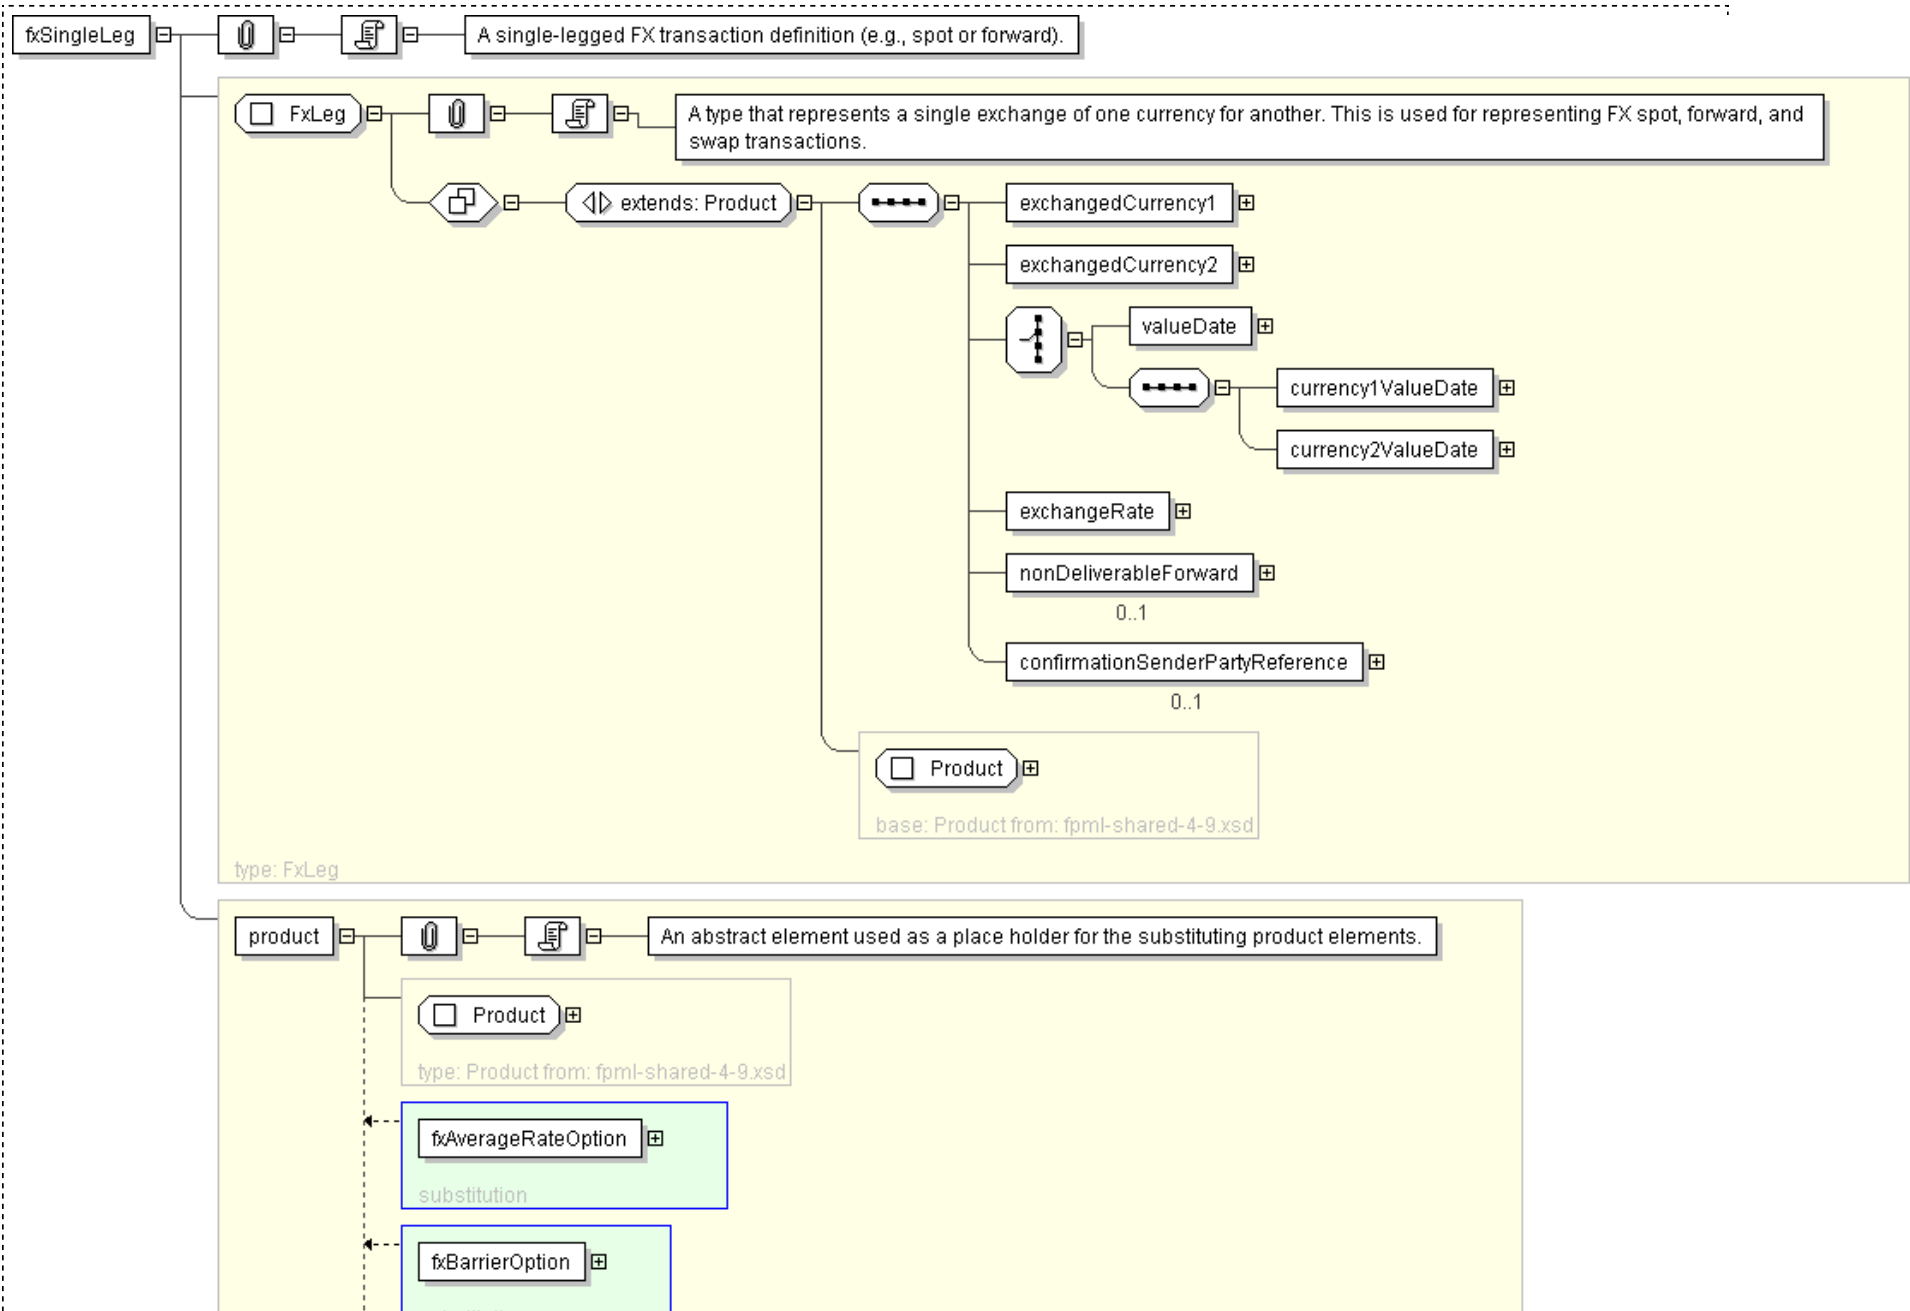 fxSingleLeg
A single-legged FX transaction definition (e.g., spot or forward).
FxLeg
A type that represents a single exchange of one currency for another. This is used for representing FX spot, forward, and
swap transactions.
extends: Product
exchangedCurrency1
exchangedCurrency2
valueDate
currency1ValueDate
currency2ValueDate
exchangeRate
nonDeliverableForward
0..1
confirmationSenderPartyReference
0..1
Product
base: Product from: fpml-shared-4-9.xsd
type: FxLeg
product
An abstract element used as a place holder for the substituting product elements.
Product
type: Product from: fpml-shared-4-9.xsd
fxAverageRateOption
substitution
fxBarrierOption